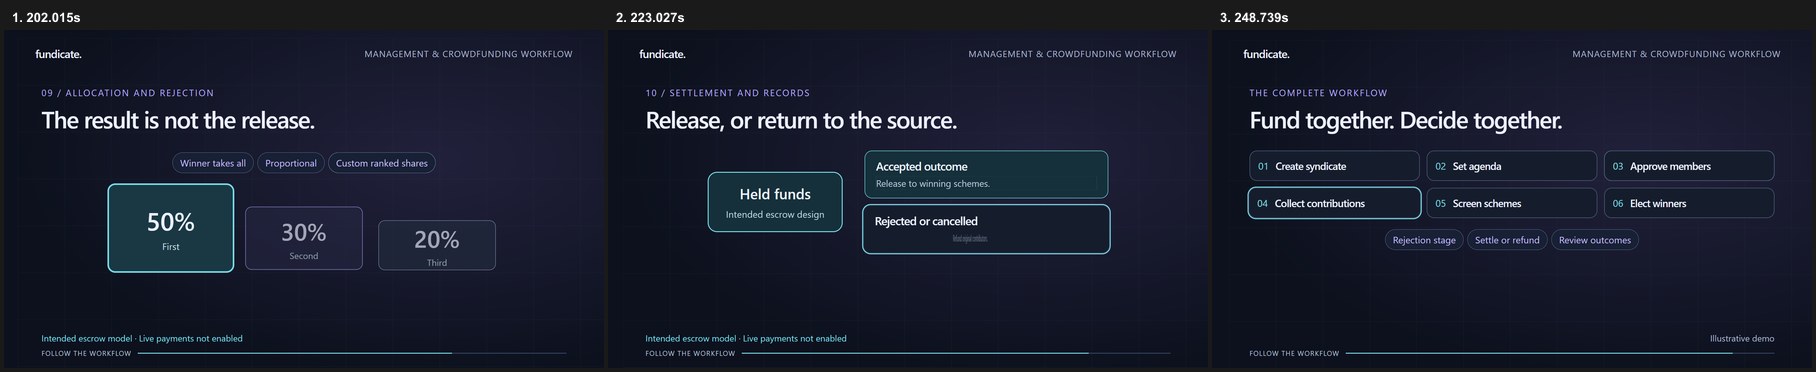 1. 202.015s
fundicate.
MANAGEMENT & CROWDFUNDING WORKFLOW
09 / ALLOCATION AND REJECTION
The result is not the release.
Winner takes all
Proportional
Custom ranked shares
50%
First
30%
Second
20%
Third
Intended escrow model · Live payments not enabled
FOLLOW THE WORKFLOW
2. 223.027s
fundicate.
MANAGEMENT & CROWDFUNDING WORKFLOW
10 / SETTLEMENT AND RECORDS
Release, or return to the source.
Held funds
Intended escrow design
Accepted outcome
Release to winning schemes.
Rejected or cancelled
Intended escrow model · Live payments not enabled
FOLLOW THE WORKFLOW
3. 248.739s
fundicate.
MANAGEMENT & CROWDFUNDING WORKFLOW
THE COMPLETE WORKFLOW
Fund together. Decide together.
01 Create syndicate
02 Set agenda
03 Approve members
04 Collect contributions
05 Screen schemes
06 Elect winners
Rejection stage
Settle or refund
Review outcomes
Illustrative demo
FOLLOW THE WORKFLOW